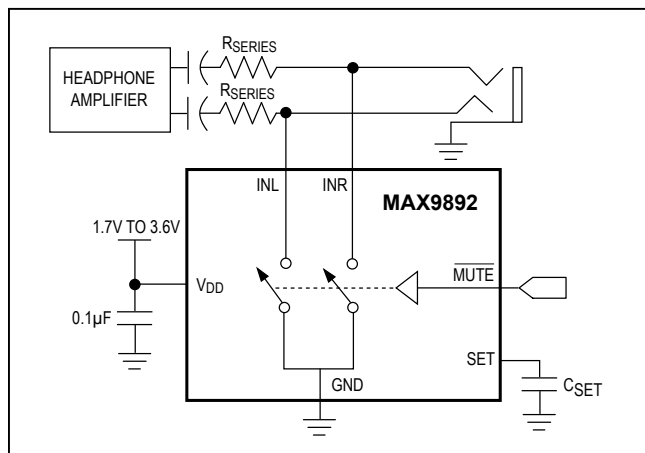 RSERIES
HEADPHONE
AMPLIFIER
RSERIES
INL
INR
MAX9892
1.7V TO 3.6V
VDD
MUTE
0.1µF
SET
GND
CSET